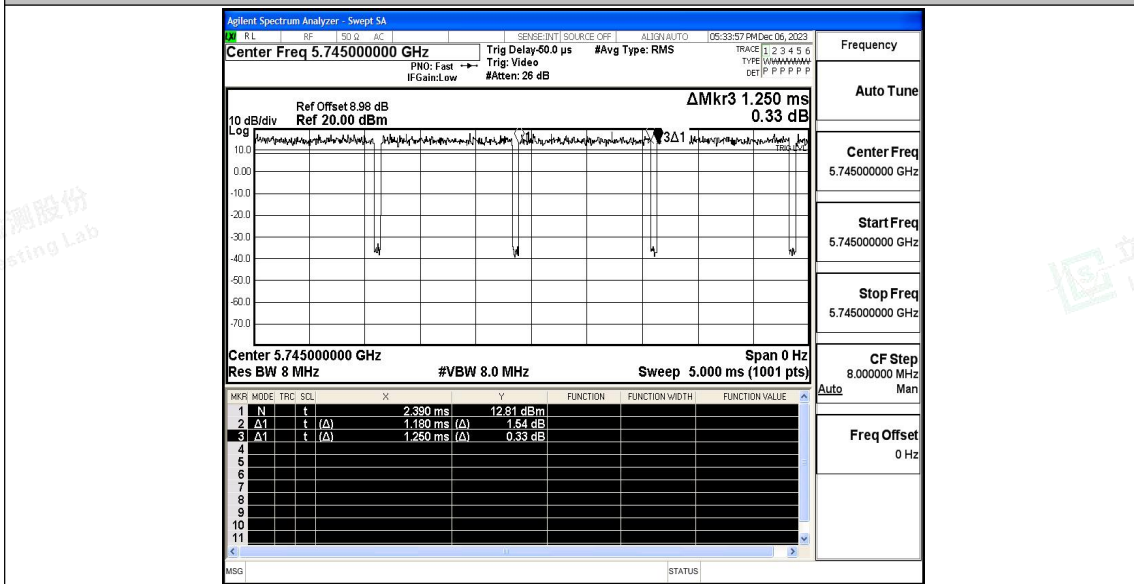 Agilent Spectrum Analyzer - Swept SA
LXI RL RF 50 Ω AC SENSE:INT SOURCE OFF ALIGN AUTO 05:33:57 PM Dec 06, 2023
Center Freq 5.745000000 GHz
PNO: Fast
IFGain:Low
Trig Delay-50.0 µs
Trig: Video
#Atten: 26 dB
#Avg Type: RMS
TRACE 1 2 3 4 5 6
TYPE
DET P P P P P P
ΔMkr3 1.250 ms
0.33 dB
Ref Offset 8.98 dB
10 dB/div Ref 20.00 dBm
Log
3Δ1
TRIG LVL
10.0
0.00
-10.0
-20.0
-30.0
-40.0
-50.0
-60.0
-70.0
Center 5.745000000 GHz Span 0 Hz
Res BW 8 MHz #VBW 8.0 MHz Sweep 5.000 ms (1001 pts)
MKR MODE TRC SCL X Y FUNCTION FUNCTION WIDTH FUNCTION VALUE
1 N t 2.390 ms 12.81 dBm
2 Δ1 t (Δ) 1.180 ms (Δ) 1.54 dB
3 Δ1 t (Δ) 1.250 ms (Δ) 0.33 dB
4
5
6
7
8
9
10
11
MSG STATUS
Frequency
Auto Tune
Center Freq
5.745000000 GHz
Start Freq
5.745000000 GHz
Stop Freq
5.745000000 GHz
CF Step
8.000000 MHz
Auto Man
Freq Offset
0 Hz
测股份
sting Lab